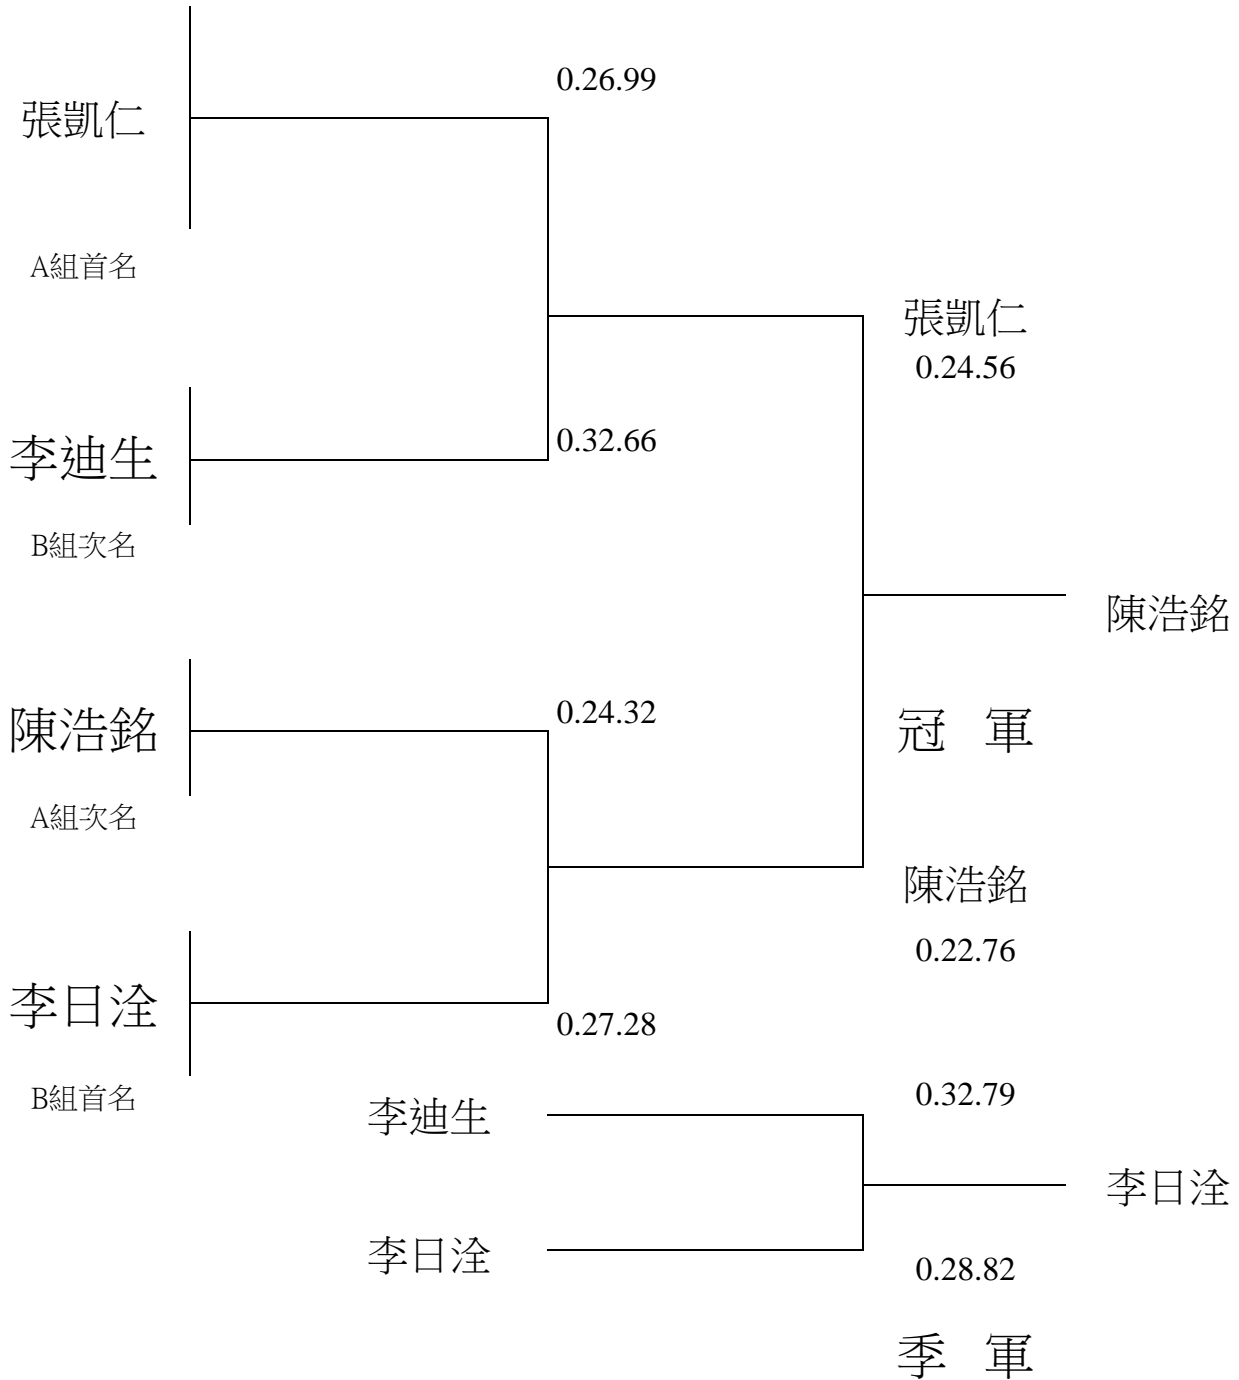 0.26.99
張凱仁
A組首名
張凱仁
0.24.56
李迪生
0.32.66
B組次名
陳浩銘
陳浩銘
0.24.32
冠 軍
A組次名
陳浩銘
0.22.76
李日洤
0.27.28
B組首名
李迪生
0.32.79
李日洤
李日洤
0.28.82
季 軍